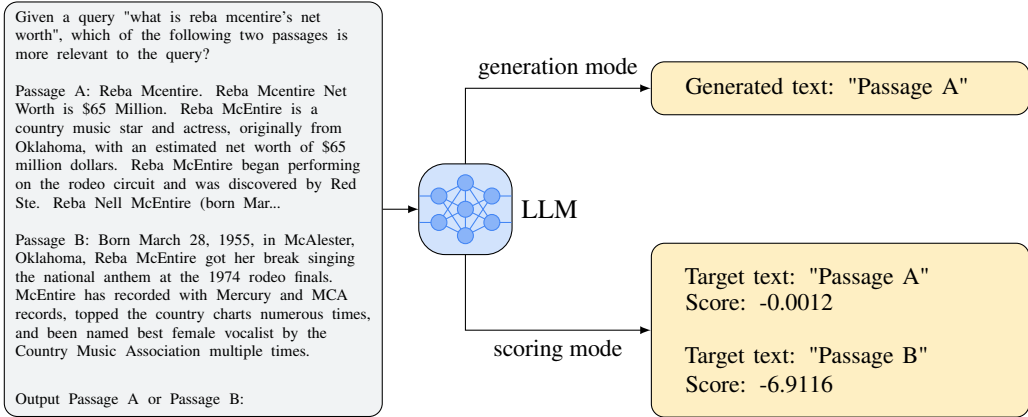 Given a query "what is reba mcentire's net
worth", which of the following two passages is
more relevant to the query?
Passage A: Reba Mcentire. Reba Mcentire Net
Worth is $65 Million. Reba McEntire is a
country music star and actress, originally from
Oklahoma, with an estimated net worth of $65
million dollars. Reba McEntire began performing
on the rodeo circuit and was discovered by Red
Ste. Reba Nell McEntire (born Mar...
Passage B: Born March 28, 1955, in McAlester,
Oklahoma, Reba McEntire got her break singing
the national anthem at the 1974 rodeo finals.
McEntire has recorded with Mercury and MCA
records, topped the country charts numerous times,
and been named best female vocalist by the
Country Music Association multiple times.
Output Passage A or Passage B:
LLM
generation mode
Generated text: "Passage A"
scoring mode
Target text: "Passage A"
Score: -0.0012
Target text: "Passage B"
Score: -6.9116